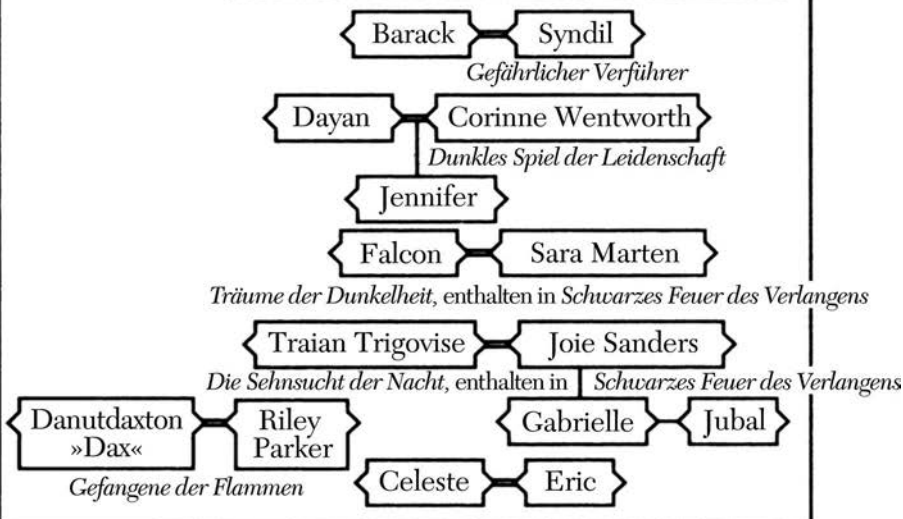 Barack Syndil
Gefährlicher Verführer
Dayan Corinne Wentworth
Dunkles Spiel der Leidenschaft
Jennifer
Falcon Sara Marten
Träume der Dunkelheit, enthalten in Schwarzes Feuer des Verlangens
Traian Trigovise Joie Sanders
Die Sehnsucht der Nacht, enthalten in Schwarzes Feuer des Verlangens
Danutdaxton
»Dax«
Riley
Parker
Gabrielle Jubal
Gefangene der Flammen
Celeste Eric